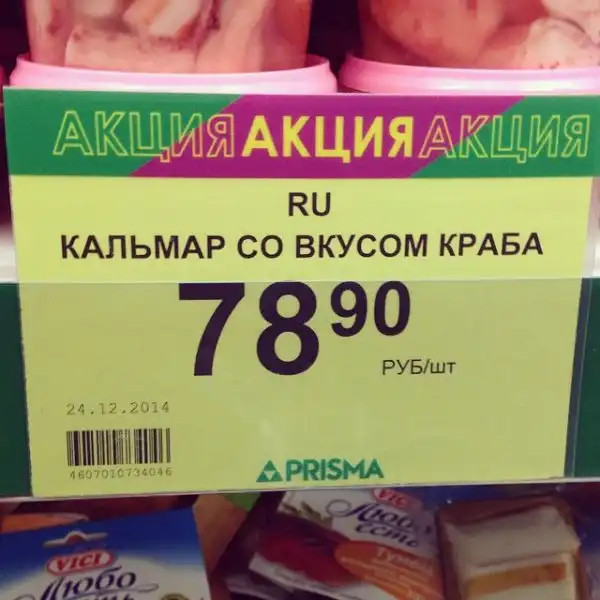 АКЦИЯ АКЦИЯ АКЦИЯ
RU
КАЛЬМАР СО ВКУСОМ КРАБА
78 90
РУБ/шт
24.12.2014
4607010734046
PRISMA
VICI
VICI
Любо
Любо
есть